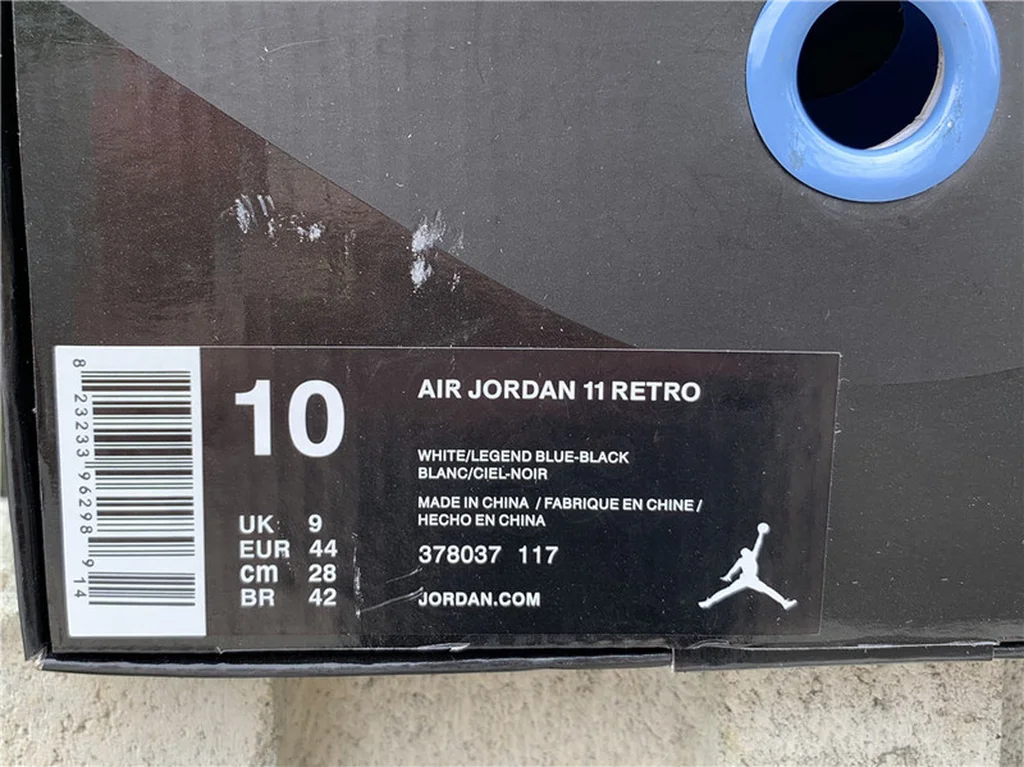 8 23233 96298 9 14
10
UK 9
EUR 44
cm 28
BR 42
AIR JORDAN 11 RETRO
WHITE/LEGEND BLUE-BLACK
BLANC/CIEL-NOIR
MADE IN CHINA / FABRIQUE EN CHINE /
HECHO EN CHINA
378037 117
JORDAN.COM